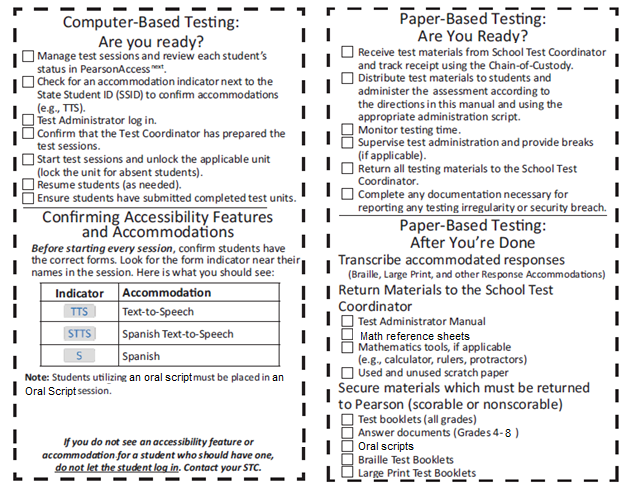 Computer-Based Testing:
Are you ready?
Manage test sessions and review each student's
status in PearsonAccess next.
Check for an accommodation indicator next to the
State Student ID (SSID) to confirm accommodations
(e.g., TTS).
Test Administrator log in.
Confirm that the Test Coordinator has prepared the
test sessions.
Start test sessions and unlock the applicable unit
(lock the unit for absent students).
Resume students (as needed).
Ensure students have submitted completed test units.
Confirming Accessibility Features
and Accommodations
Before starting every session, confirm students have
the correct forms. Look for the form indicator near their
names in the session. Here is what you should see:
Indicator Accommodation
TTS Text-to-Speech
STTS Spanish Text-to-Speech
S Spanish
Note: Students utilizing an oral script must be placed in an
Oral Script session.
If you do not see an accessibility feature or
accommodation for a student who should have one,
do not let the student log in. Contact your STC.
Paper-Based Testing:
Are You Ready?
Receive test materials from School Test Coordinator
and track receipt using the Chain-of-Custody.
Distribute test materials to students and
administer the assessment according to
the directions in this manual and using the
appropriate administration script.
Monitor testing time.
Supervise test administration and provide breaks
(if applicable).
Return all testing materials to the School Test
Coordinator.
Complete any documentation necessary for
reporting any testing irregularity or security breach.
Paper-Based Testing:
After You're Done
Transcribe accommodated responses
(Braille, Large Print, and other Response Accommodations)
Return Materials to the School Test
Coordinator
Test Administrator Manual
Math reference sheets
Mathematics tools, if applicable
(e.g., calculator, rulers, protractors)
Used and unused scratch paper
Secure materials which must be returned
to Pearson (scorable or nonscorable)
Test booklets (all grades)
Answer documents (Grades 4-8 )
Oral scripts
Braille Test Booklets
Large Print Test Booklets